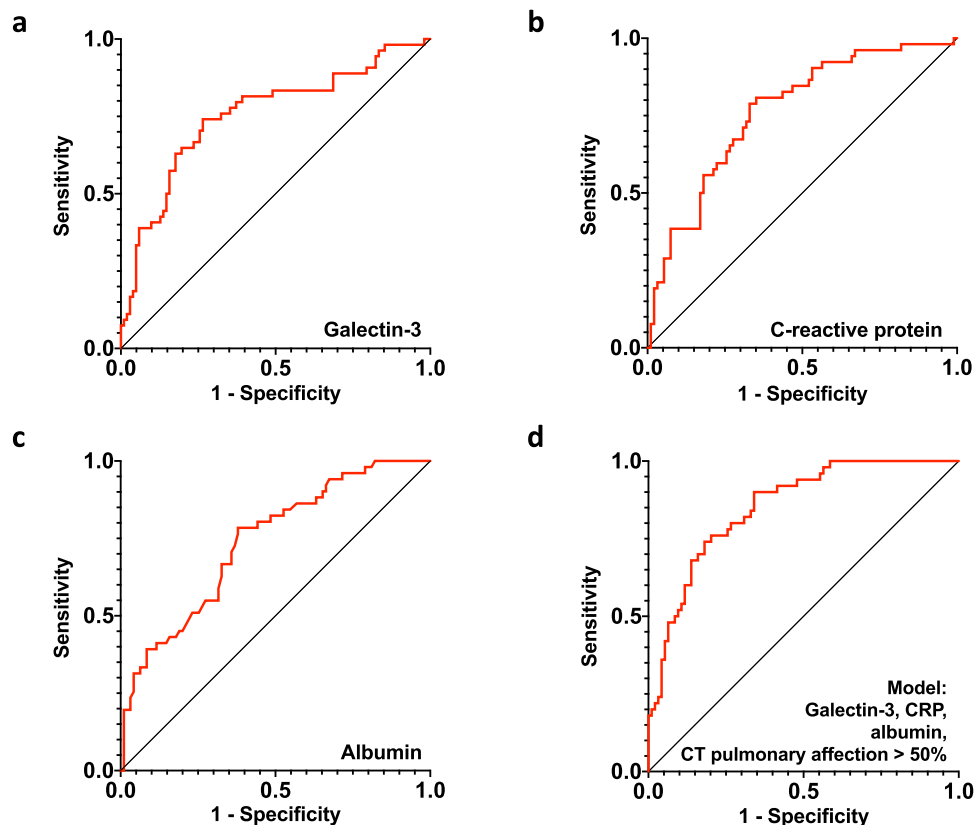 a
1.0
0.5
0.0
Sensitivity
Galectin-3
0.0 0.5 1.0
1 - Specificity
b
1.0
0.5
0.0
Sensitivity
C-reactive protein
0.0 0.5 1.0
1 - Specificity
c
1.0
0.5
0.0
Sensitivity
Albumin
0.0 0.5 1.0
1 - Specificity
d
1.0
0.5
0.0
Sensitivity
Model:
Galectin-3, CRP,
albumin,
CT pulmonary affection > 50%
0.0 0.5 1.0
1 - Specificity